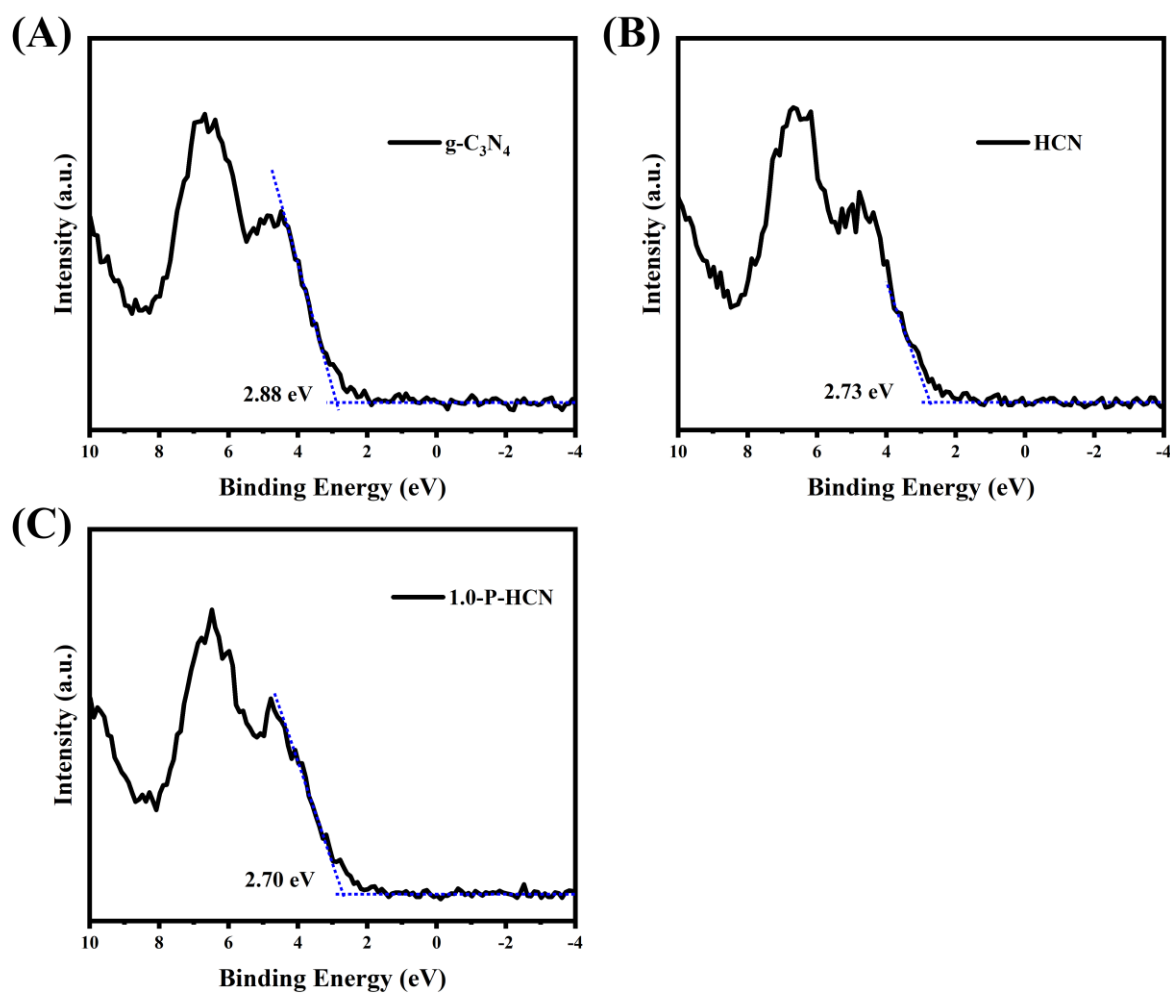 (A)
g-C₃N₄
Intensity (a.u.)
2.88 eV
10 8 6 4 2 0 -2 -4
Binding Energy (eV)
(B)
HCN
Intensity (a.u.)
2.73 eV
10 8 6 4 2 0 -2 -4
Binding Energy (eV)
(C)
1.0-P-HCN
Intensity (a.u.)
2.70 eV
10 8 6 4 2 0 -2 -4
Binding Energy (eV)